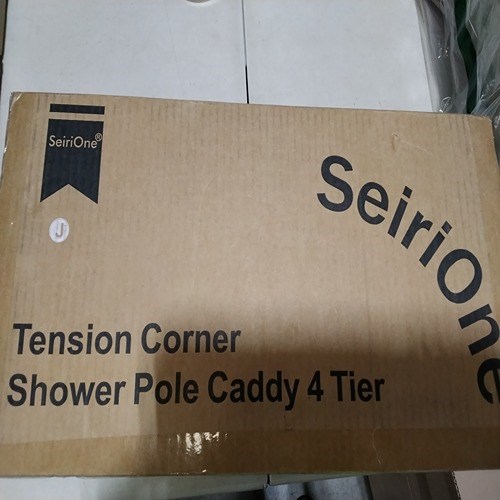 SeiriOne®
SeiriOne
J
Tension Corner
Shower Pole Caddy 4 Tier